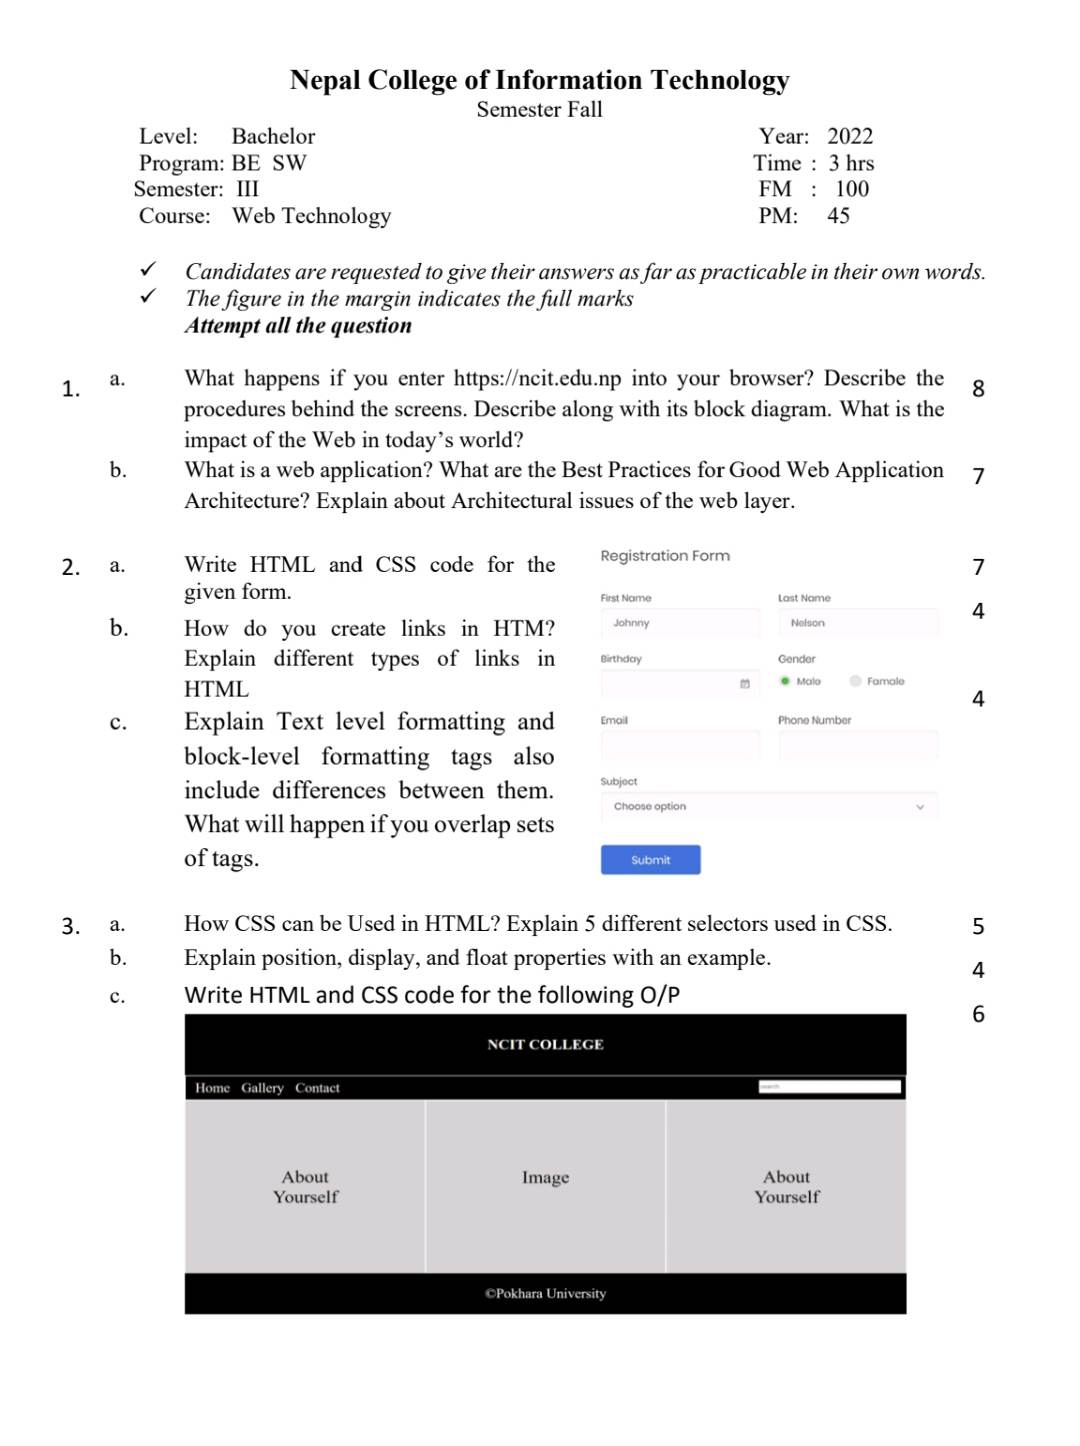 Nepal College of Information Technology
Semester Fall
Level: Bachelor Year: 2022
Program: BE SW Time : 3 hrs
Semester: III FM : 100
Course: Web Technology PM: 45
✓ Candidates are requested to give their answers as far as practicable in their own words.
✓ The figure in the margin indicates the full marks
Attempt all the question
1. a. What happens if you enter https://ncit.edu.np into your browser? Describe the 8
procedures behind the screens. Describe along with its block diagram. What is the
impact of the Web in today's world?
b. What is a web application? What are the Best Practices for Good Web Application 7
Architecture? Explain about Architectural issues of the web layer.
2. a. Write HTML and CSS code for the 7
given form.
b. How do you create links in HTM? 4
Explain different types of links in
HTML
c. Explain Text level formatting and 4
block-level formatting tags also
include differences between them.
What will happen if you overlap sets
of tags.
Registration Form
First Name Last Name
Johnny Nelson
Birthday Gender
Male Female
Email Phone Number
Subject
Choose option
Submit
3. a. How CSS can be Used in HTML? Explain 5 different selectors used in CSS. 5
b. Explain position, display, and float properties with an example. 4
c. Write HTML and CSS code for the following O/P 6
NCIT COLLEGE
Home Gallery Contact search
About Image About
Yourself Yourself
©Pokhara University